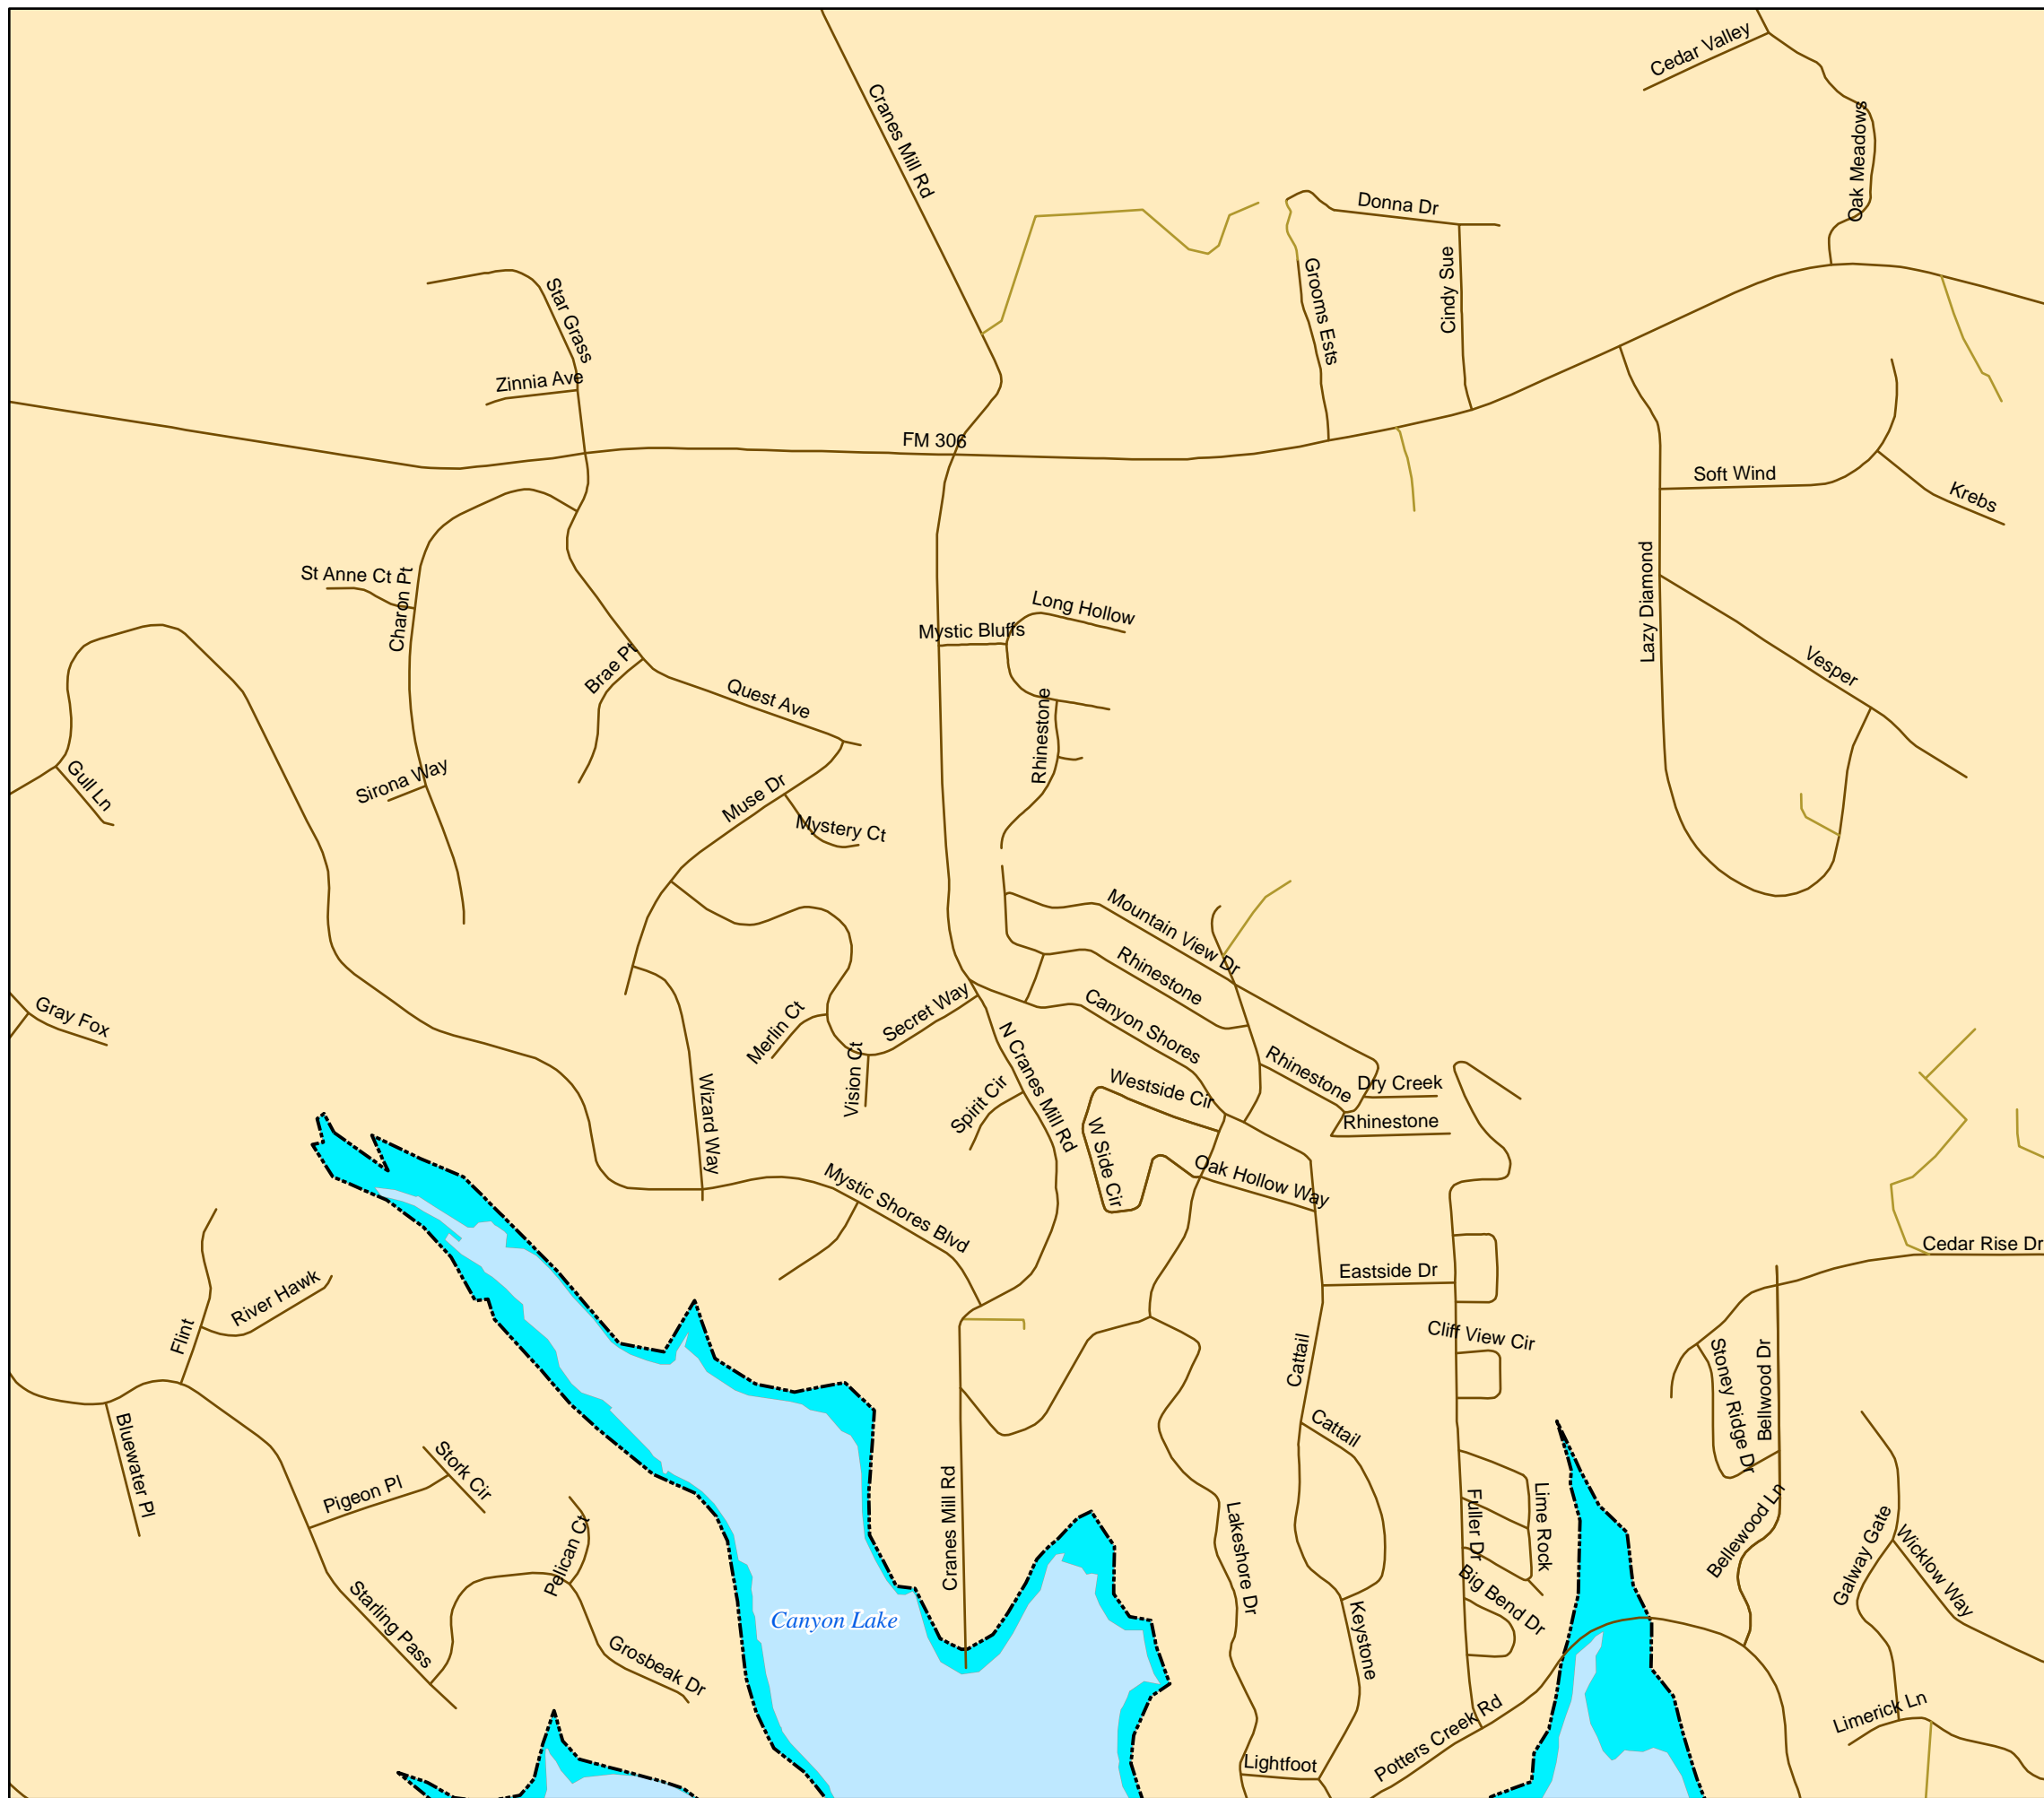 Cedar Valley
Cranes Mill Rd
Oak Meadows
Donna Dr
Cindy Sue
Grooms Ests
Star Grass
Zinnia Ave
FM 306
Soft Wind
Krebs
St Anne Ct
Charon Pt
Long Hollow
Mystic Bluffs
Lazy Diamond
Brae Pt
Vesper
Quest Ave
Rhinestone
Sirona Way
Gull Ln
Muse Dr
Mystery Ct
Mountain View Dr
Rhinestone
Gray Fox
Merlin Ct
Secret Way
Canyon Shores
N Cranes Mill Rd
Vision Ct
Rhinestone
Dry Creek
Westside Cir
Spirit Cir
Rhinestone
Wizard Way
W Side Cir
Oak Hollow Way
Mystic Shores Blvd
Cedar Rise Dr
Eastside Dr
River Hawk
Flint
Cliff View Cir
Cattail
Stoney Ridge Dr
Bellwood Dr
Cattail
Bluewater Pl
Stork Cir
Pigeon Pl
Cranes Mill Rd
Lakeshore Dr
Fuller Dr
Lime Rock
Bellewood Ln
Galway Gate
Wicklow Way
Pelican Ct
Big Bend Dr
Starling Pass
Canyon Lake
Keystone
Grosbeak Dr
Potters Creek Rd
Limerick Ln
Lightfoot